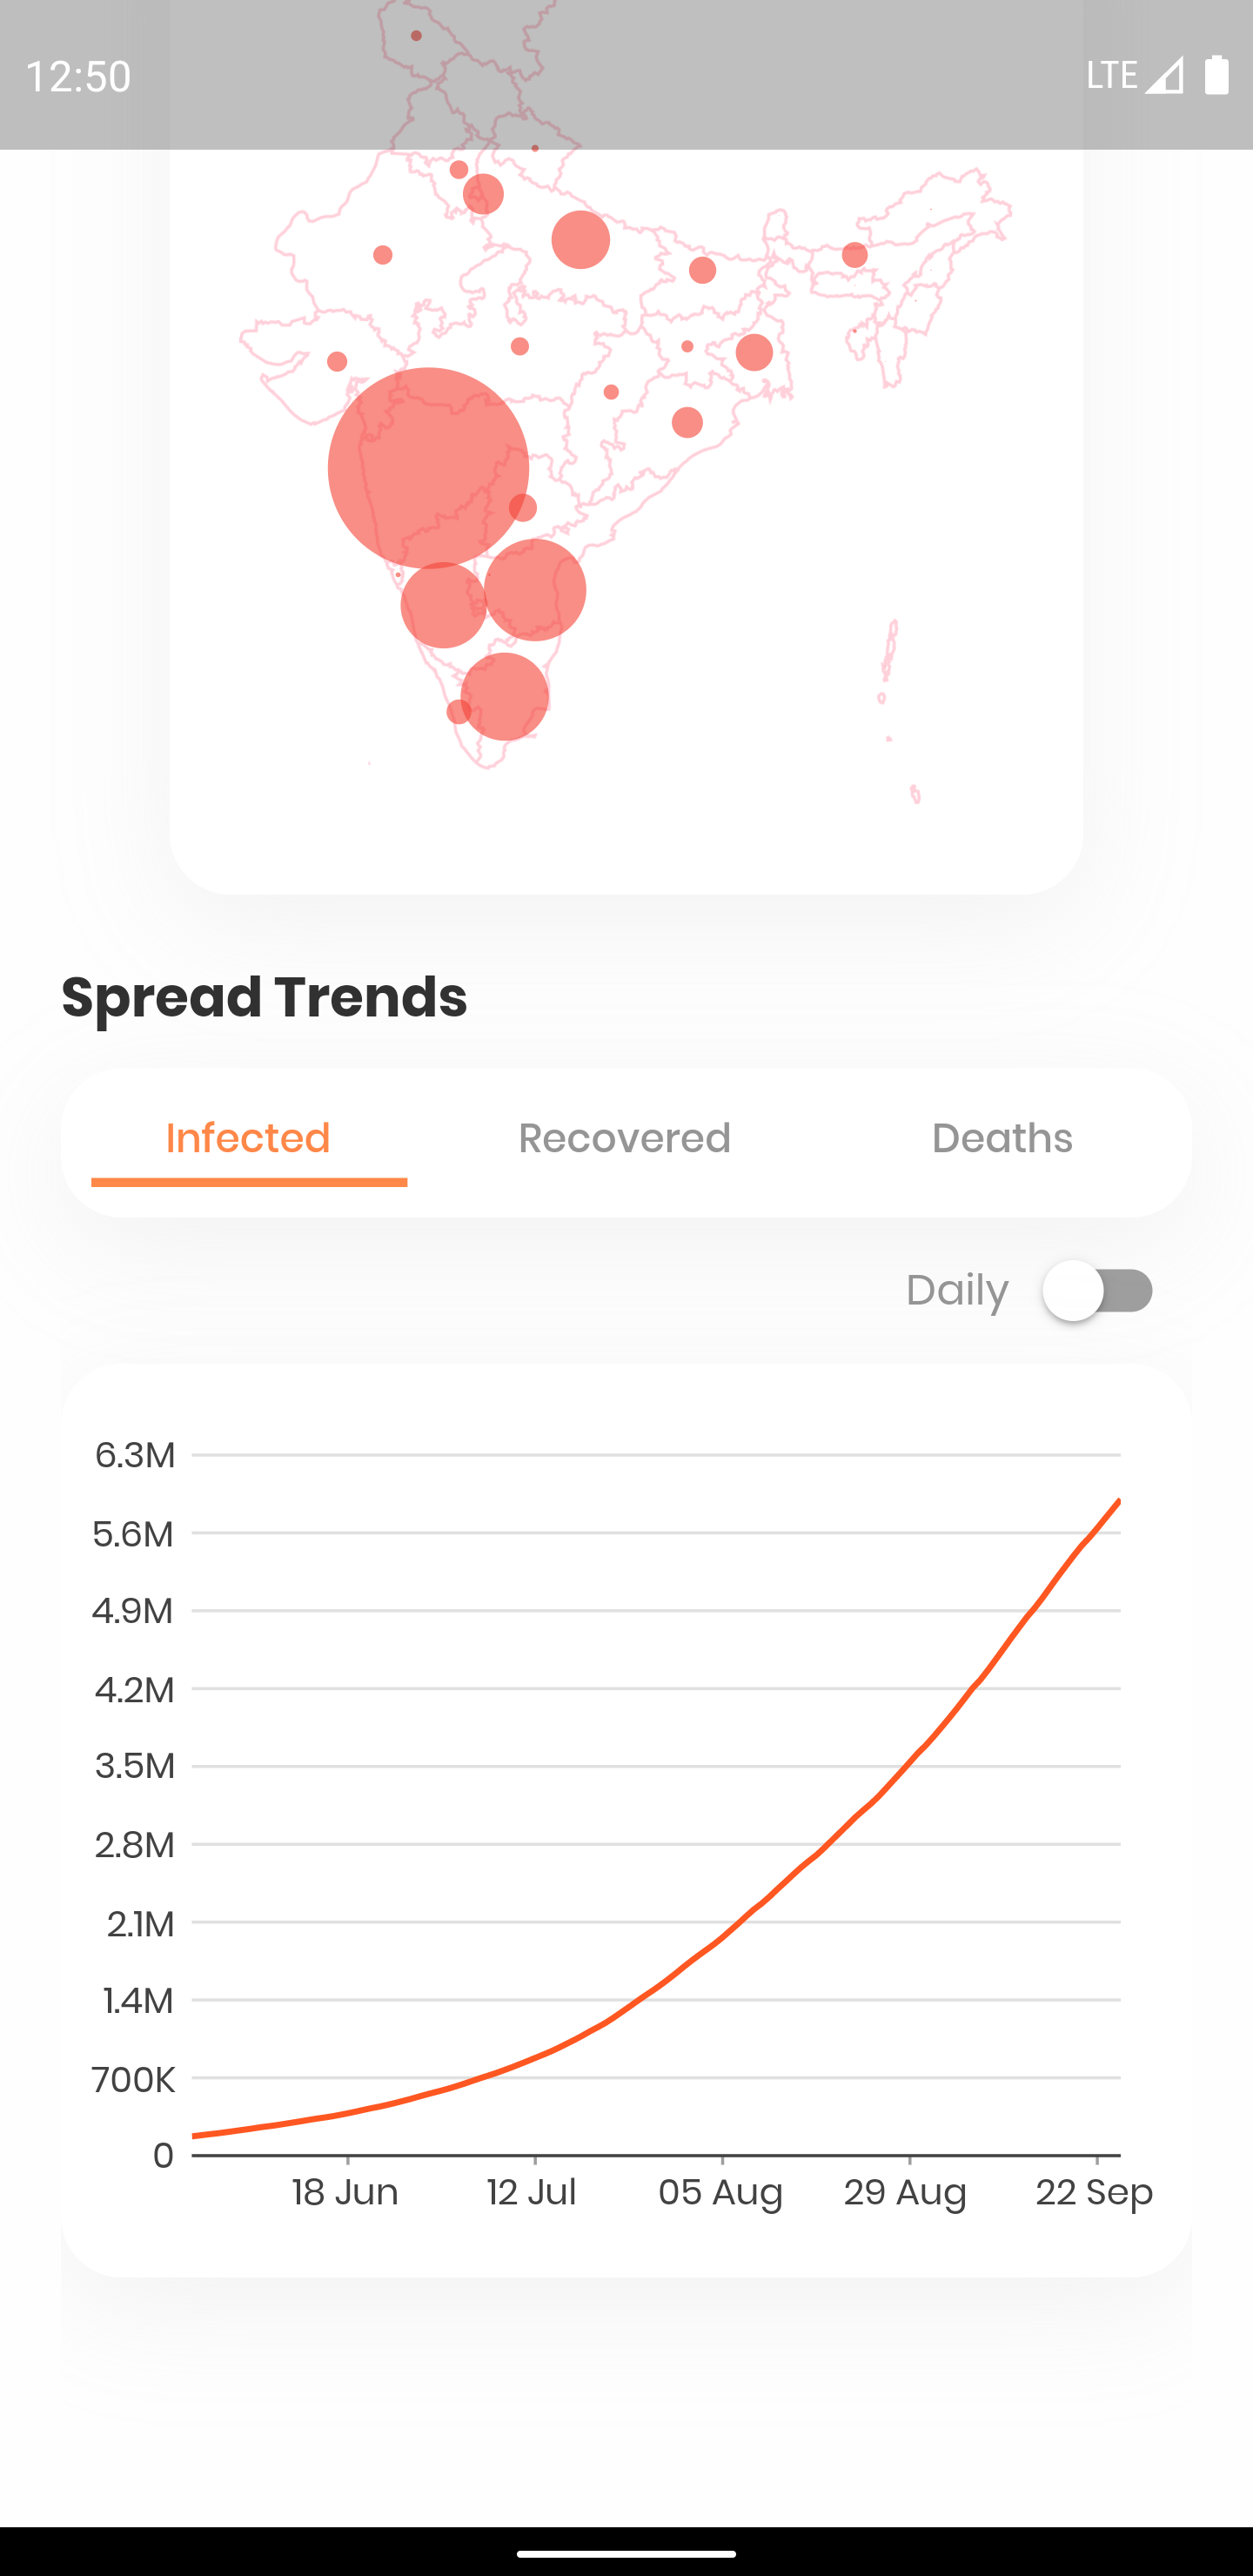 12:50 LTE
Spread Trends
Infected Recovered Deaths
Daily
6.3M
5.6M
4.9M
4.2M
3.5M
2.8M
2.1M
1.4M
700K
0
18 Jun 12 Jul 05 Aug 29 Aug 22 Sep